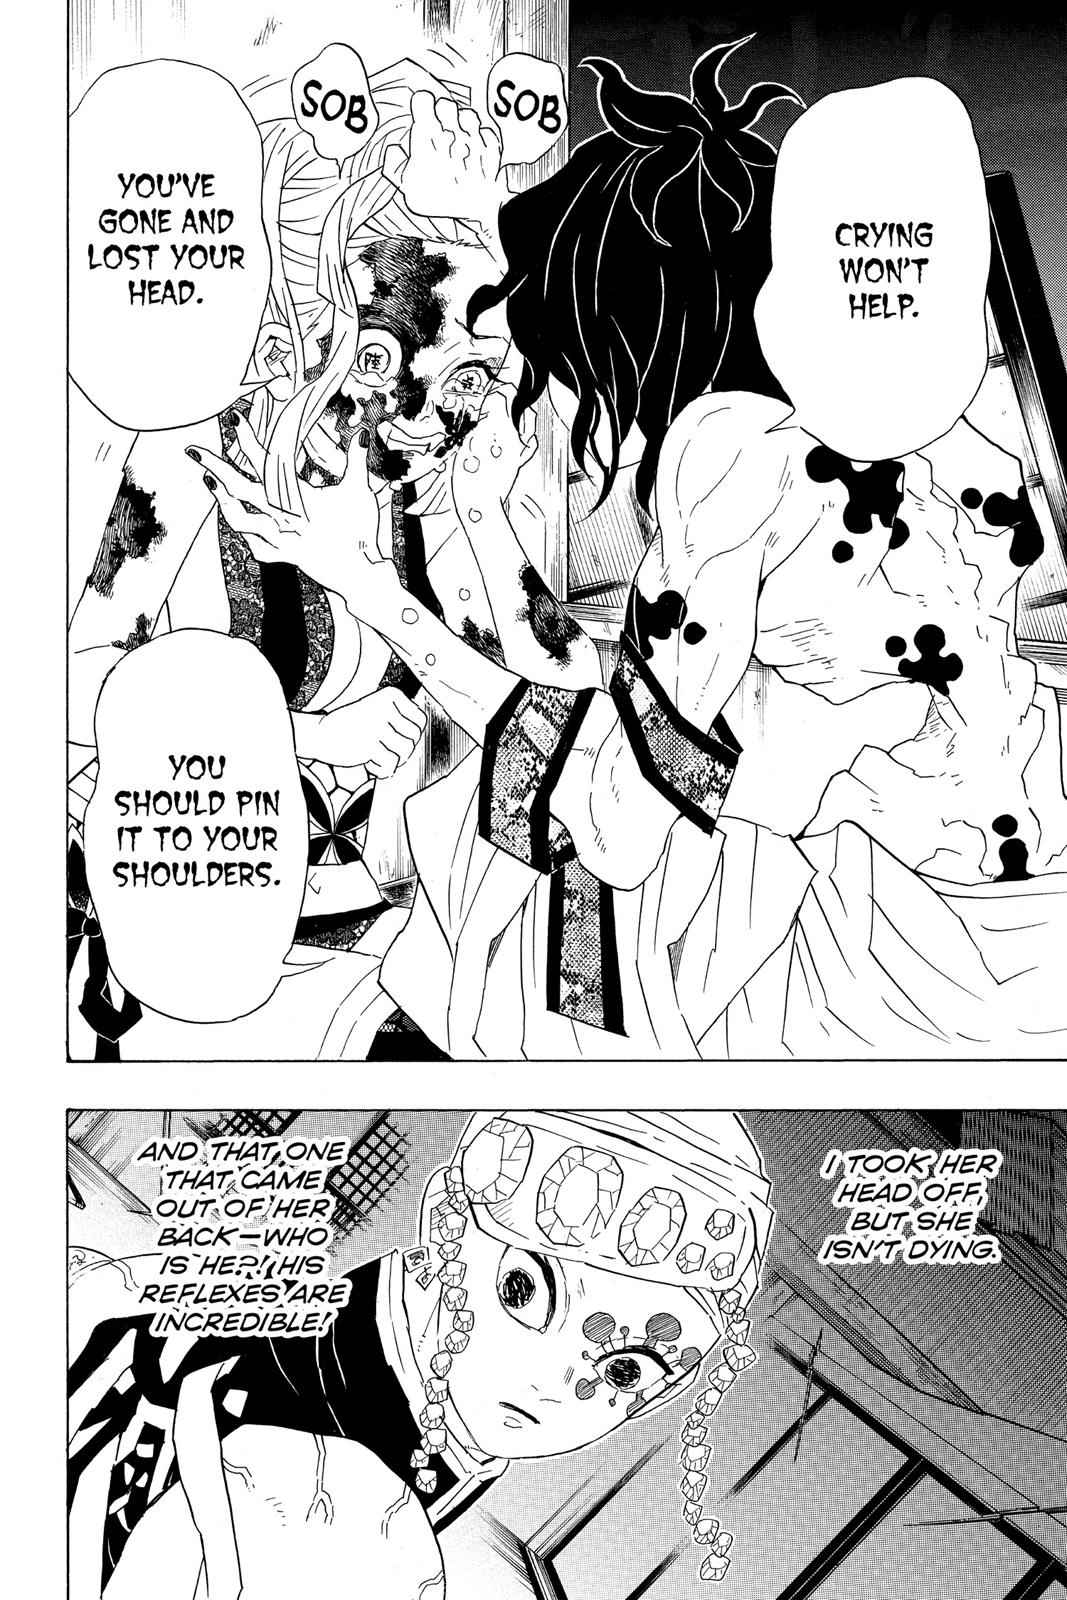 CRYING
WON'T
HELP.
SOB
SOB
YOU'VE
GONE AND
LOST YOUR
HEAD.
YOU
SHOULD PIN
IT TO YOUR
SHOULDERS.
I TOOK HER
HEAD OFF,
BUT SHE
ISN'T DYING.
AND THAT ONE
THAT CAME
OUT OF HER
BACK—WHO
IS HE?! HIS
REFLEXES ARE
INCREDIBLE!